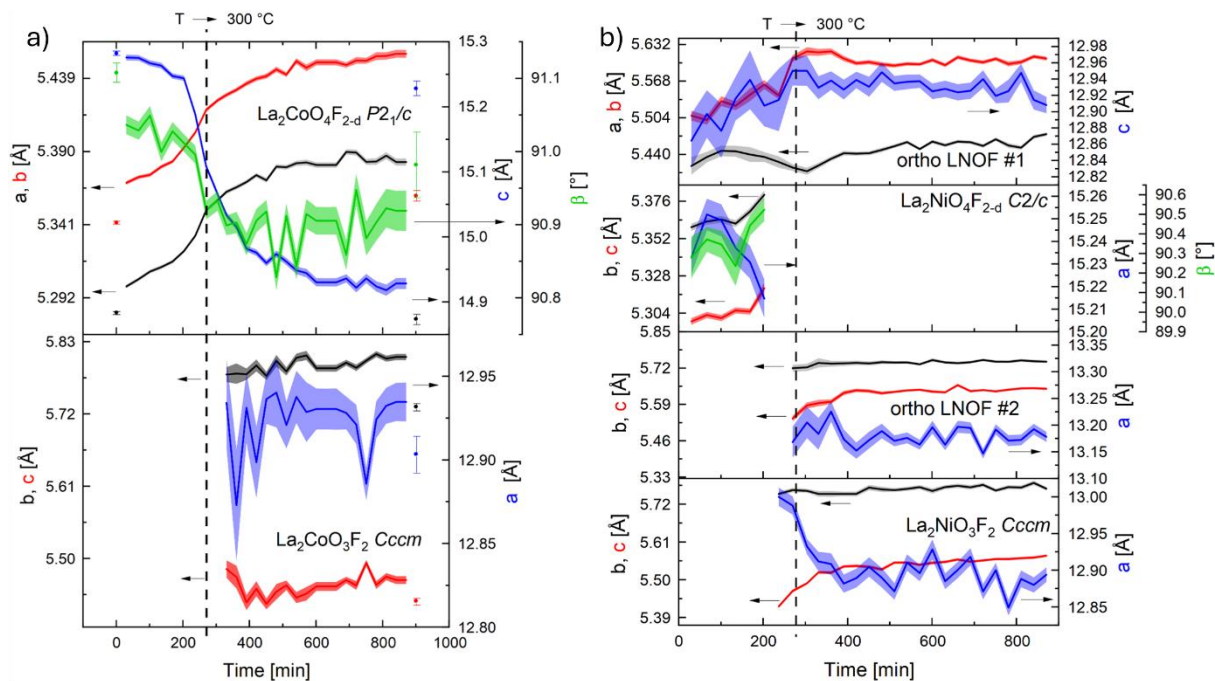 a)
T → 300 °C
La₂CoO₄F₂₋d P2₁/c
a, b [Å]
5.439
5.390
5.341
5.292
c [Å]
15.3
15.2
15.1
15.0
14.9
β [°]
91.1
91.0
90.9
90.8
La₂CoO₃F₂ Cccm
b, c [Å]
5.83
5.72
5.61
5.50
a [Å]
12.95
12.90
12.85
12.80
0 200 400 600 800 1000
Time [min]
b)
T → 300 °C
ortho LNOF #1
a, b [Å]
5.632
5.568
5.504
5.440
c [Å]
12.98
12.96
12.94
12.92
12.90
12.88
12.86
12.84
12.82
La₂NiO₄F₂₋d C2/c
b, c [Å]
5.376
5.352
5.328
5.304
a [Å]
15.26
15.25
15.24
15.23
15.22
15.21
15.20
β [°]
90.6
90.5
90.4
90.3
90.2
90.1
90.0
89.9
ortho LNOF #2
b, c [Å]
5.85
5.72
5.59
5.46
5.33
a [Å]
13.35
13.30
13.25
13.20
13.15
13.10
La₂NiO₃F₂ Cccm
b, c [Å]
5.72
5.61
5.50
5.39
a [Å]
13.00
12.95
12.90
12.85
0 200 400 600 800
Time [min]